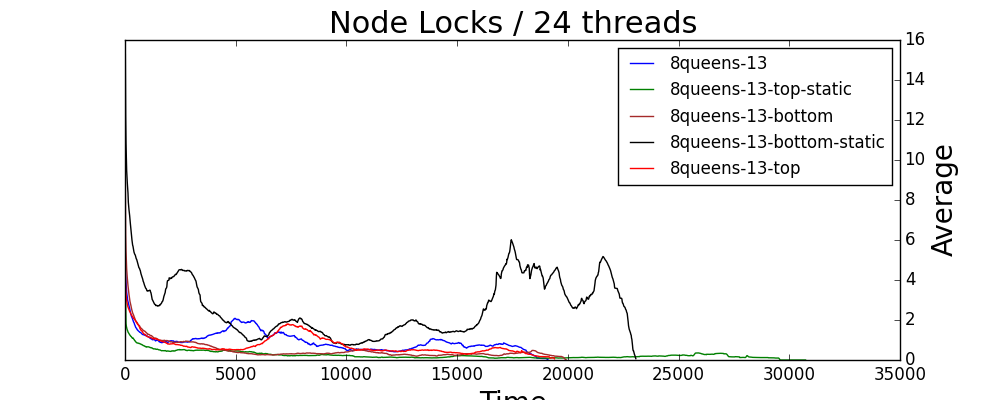 Node Locks / 24 threads
8queens-13
8queens-13-top-static
8queens-13-bottom
8queens-13-bottom-static
8queens-13-top
16
14
12
10
8
6
4
2
0
Average
0 5000 10000 15000 20000 25000 30000 35000
Time